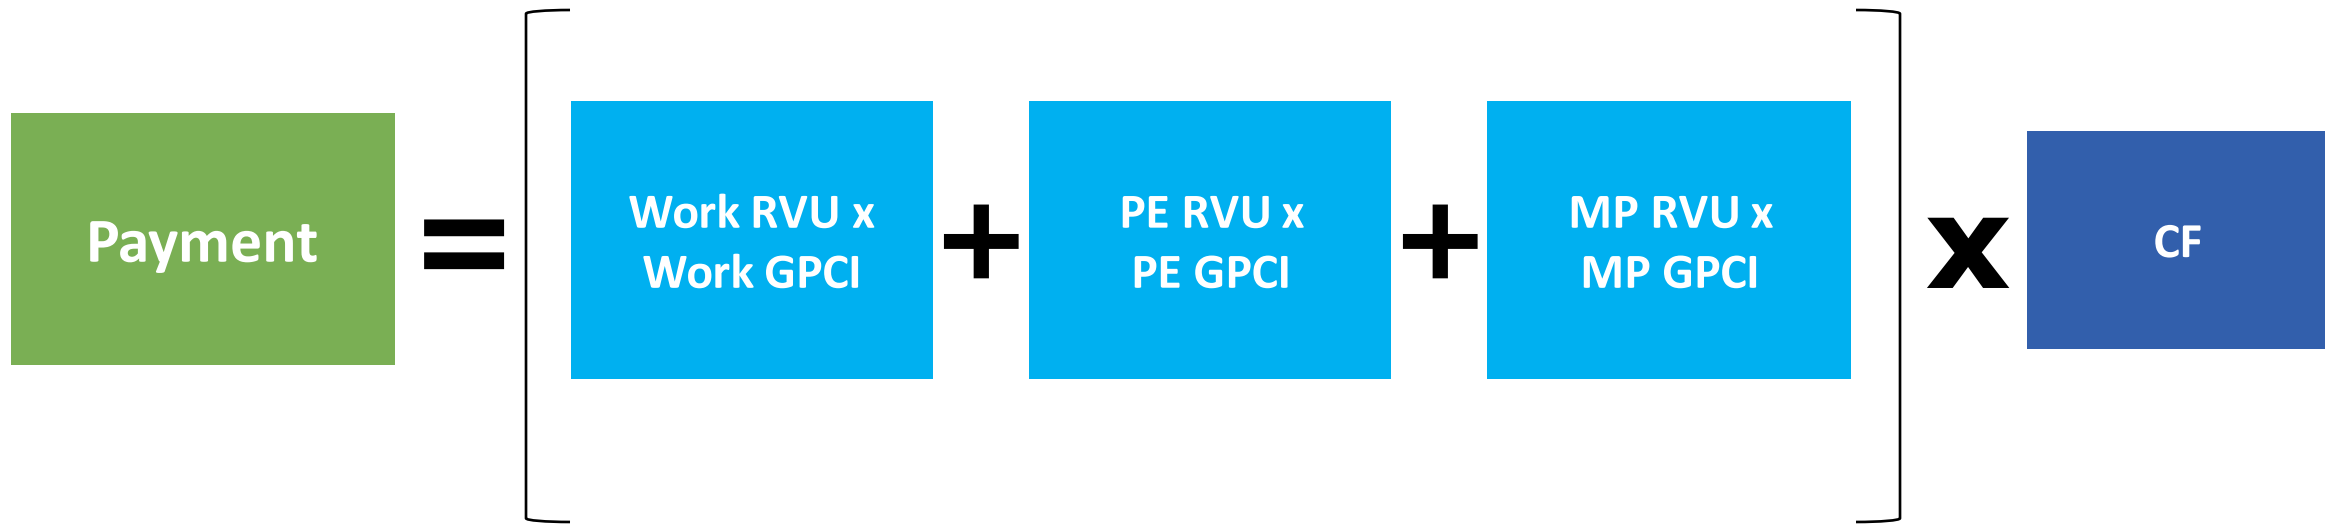 Payment
=
Work RVU x
Work GPCI
+
PE RVU x
PE GPCI
+
MP RVU x
MP GPCI
x
CF